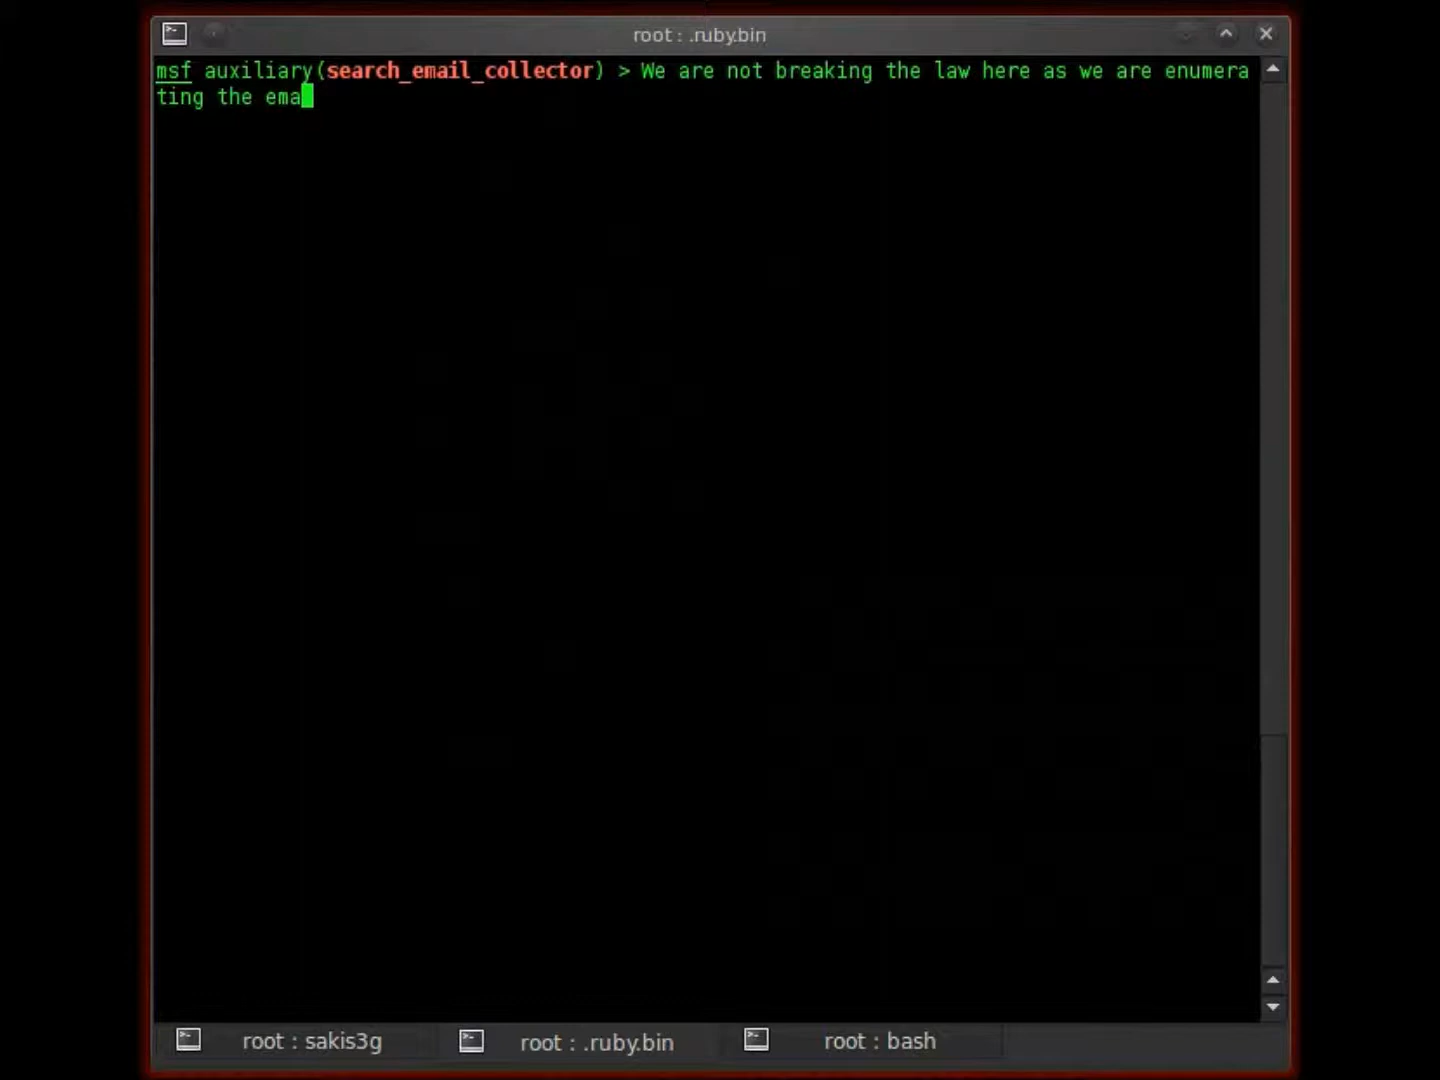 root : .ruby.bin
msf auxiliary(search_email_collector) > We are not breaking the law here as we are enumera
ting the ema
root : sakis3g
root : .ruby.bin
root : bash